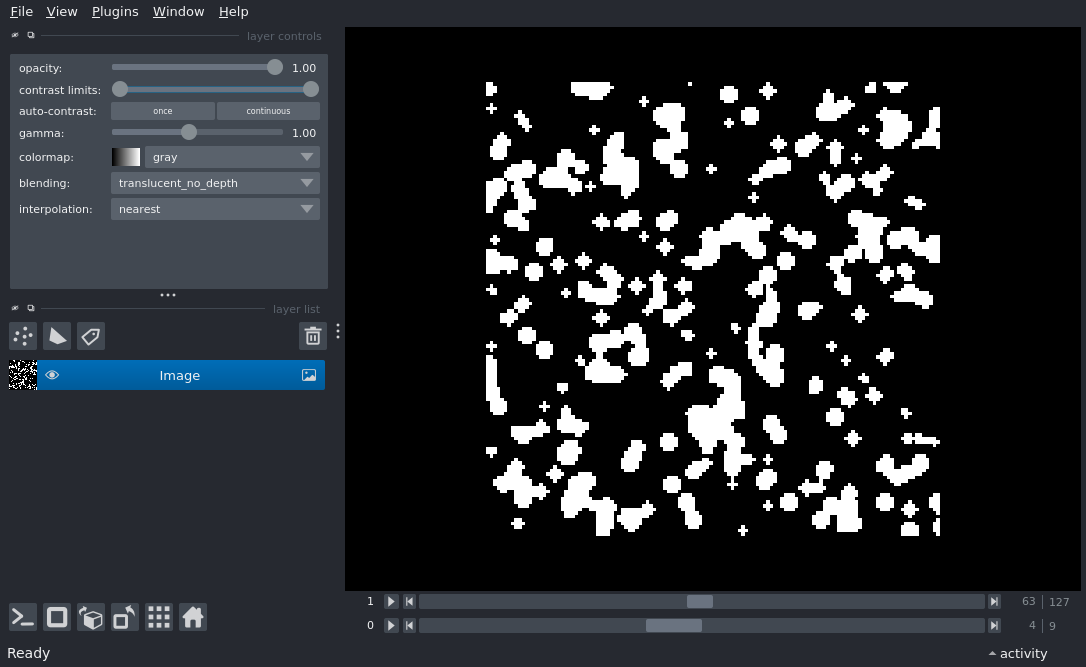 File View Plugins Window Help
layer controls
opacity: 1.00
contrast limits:
auto-contrast: once continuous
gamma: 1.00
colormap: gray
blending: translucent_no_depth
interpolation: nearest
layer list
Image
1 63 127
0 4 9
Ready activity